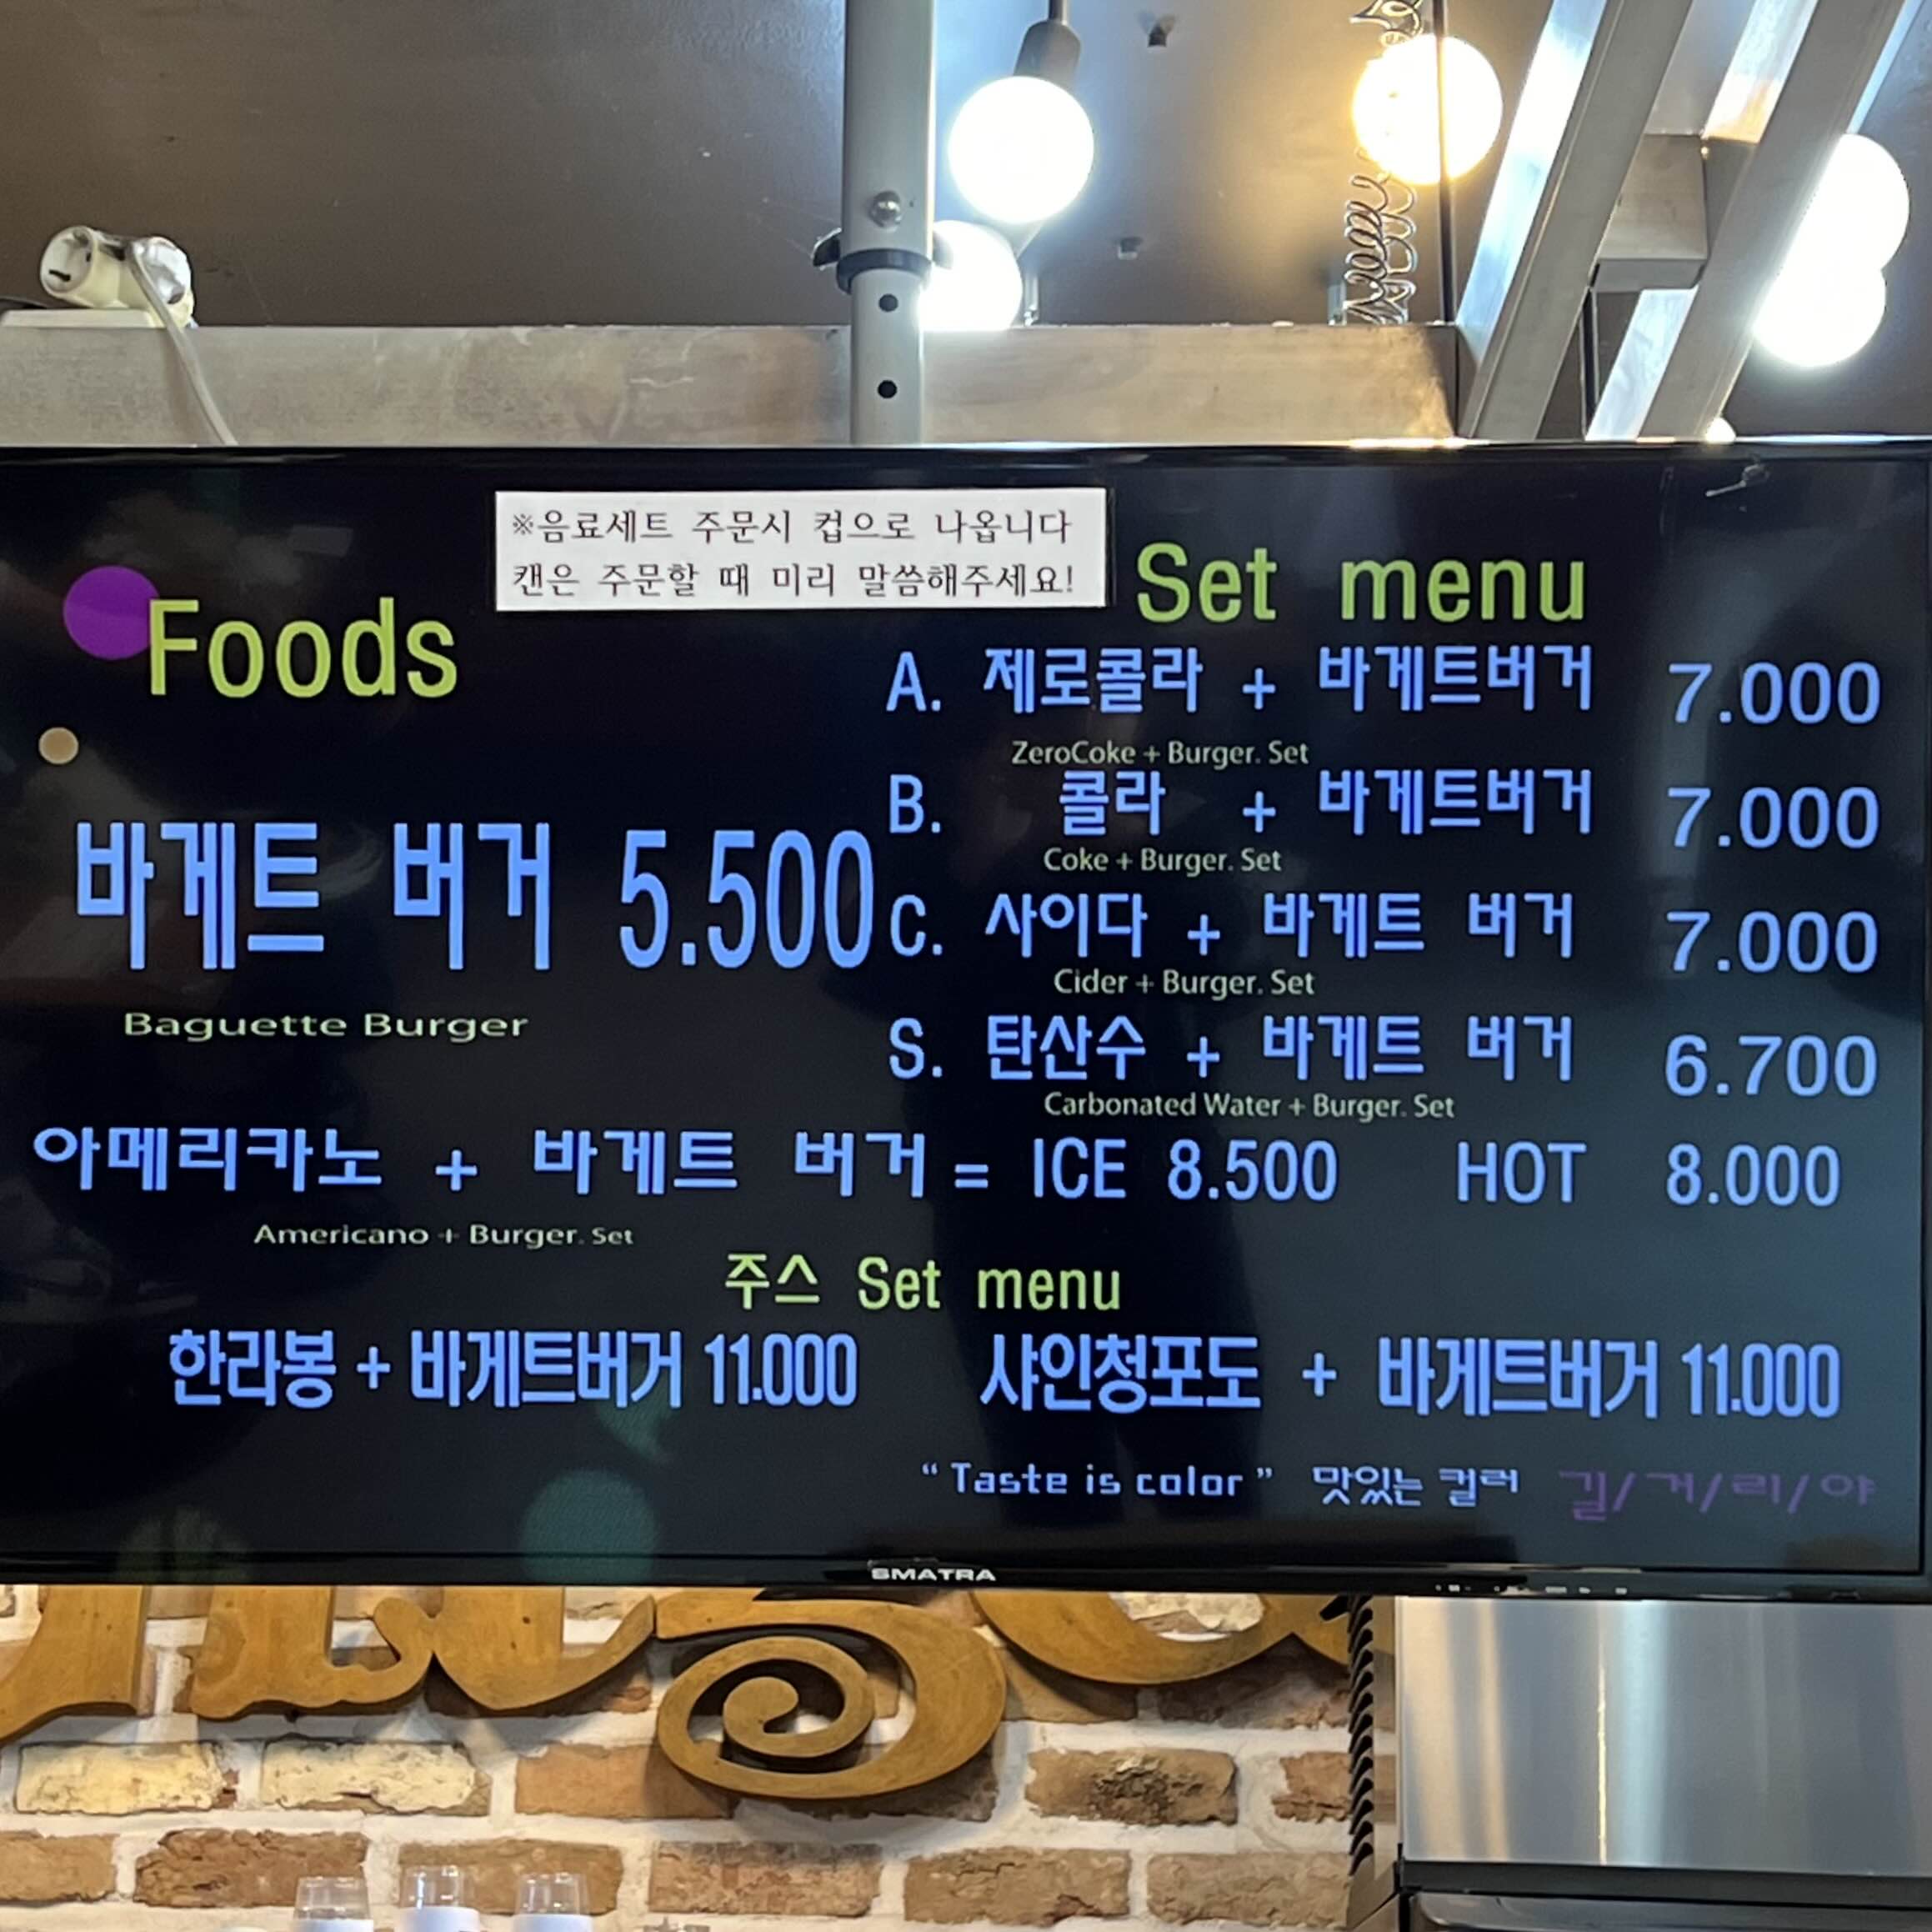 ※음료세트 주문시 컵으로 나옵니다
캔은 주문할 때 미리 말씀해주세요!
Foods
바게트 버거 5.500
Baguette Burger
Set menu
A. 제로콜라 + 바게트버거 7.000
ZeroCoke + Burger. Set
B. 콜라 + 바게트버거 7.000
Coke + Burger. Set
C. 사이다 + 바게트 버거 7.000
Cider + Burger. Set
S. 탄산수 + 바게트 버거 6.700
Carbonated Water + Burger. Set
아메리카노 + 바게트 버거 = ICE 8.500 HOT 8.000
Americano + Burger. Set
주스 Set menu
한라봉 + 바게트버거 11.000 샤인청포도 + 바게트버거 11.000
“ Taste is color ” 맛있는 컬러 길/거/리/야
SMATRA